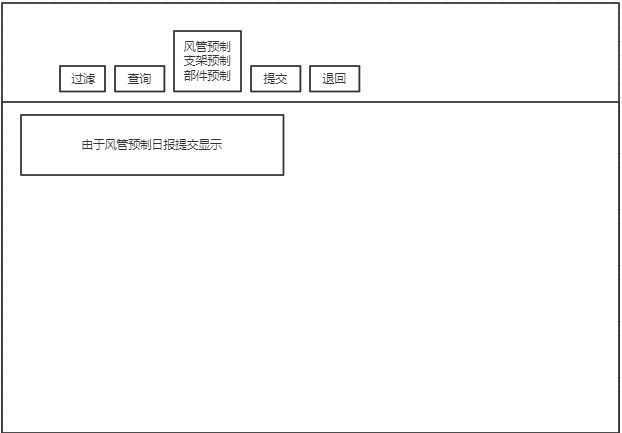 风管预制
支架预制
部件预制
过滤
查询
提交
退回
由于风管预制日报提交显示